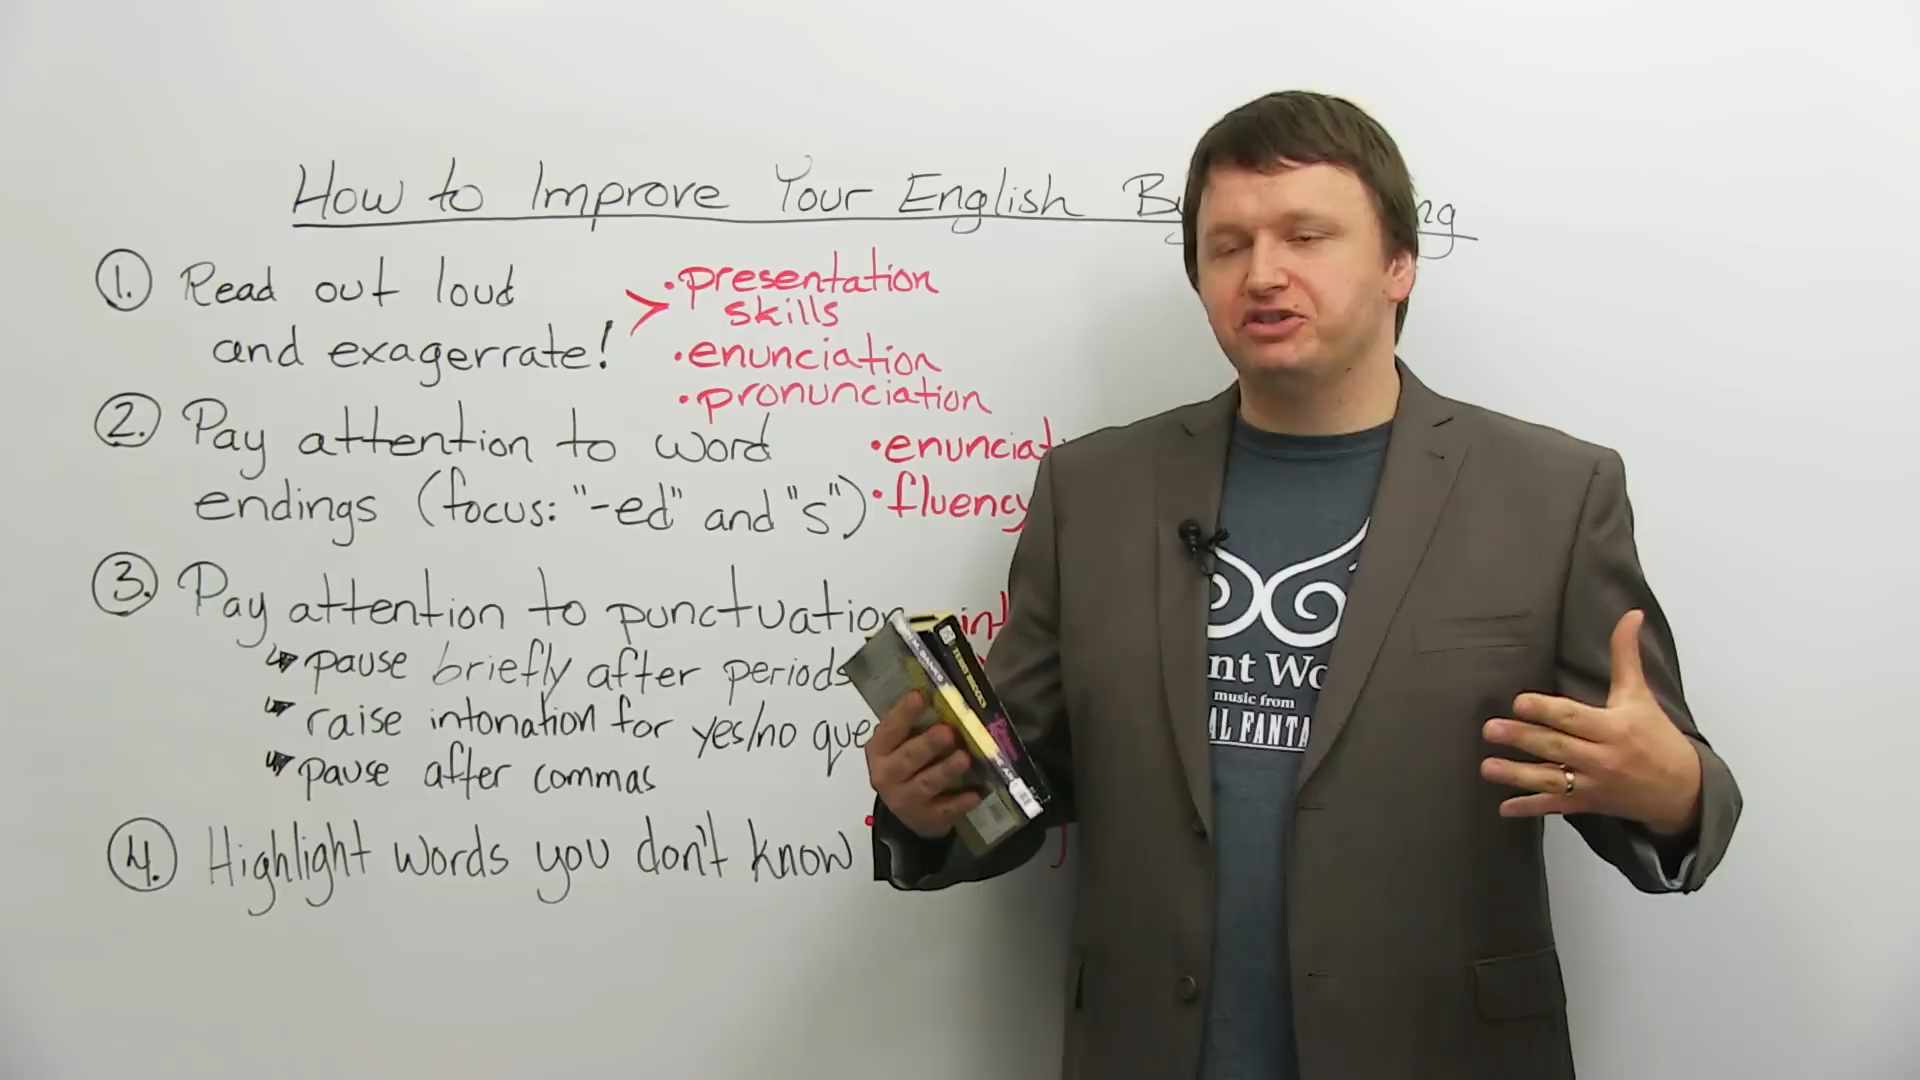 How to Improve Your English By
1. Read out loud
and exagerrate!
> • presentation
skills
• enunciation
• pronunciation
2. Pay attention to word
endings (focus: "-ed" and "s")
• fluency
3. Pay attention to punctuation
↳ pause briefly after periods
↳ raise intonation for yes/no que
↳ pause after commas
4. Highlight words you don't know
nt Wo
music from
AL FANTA